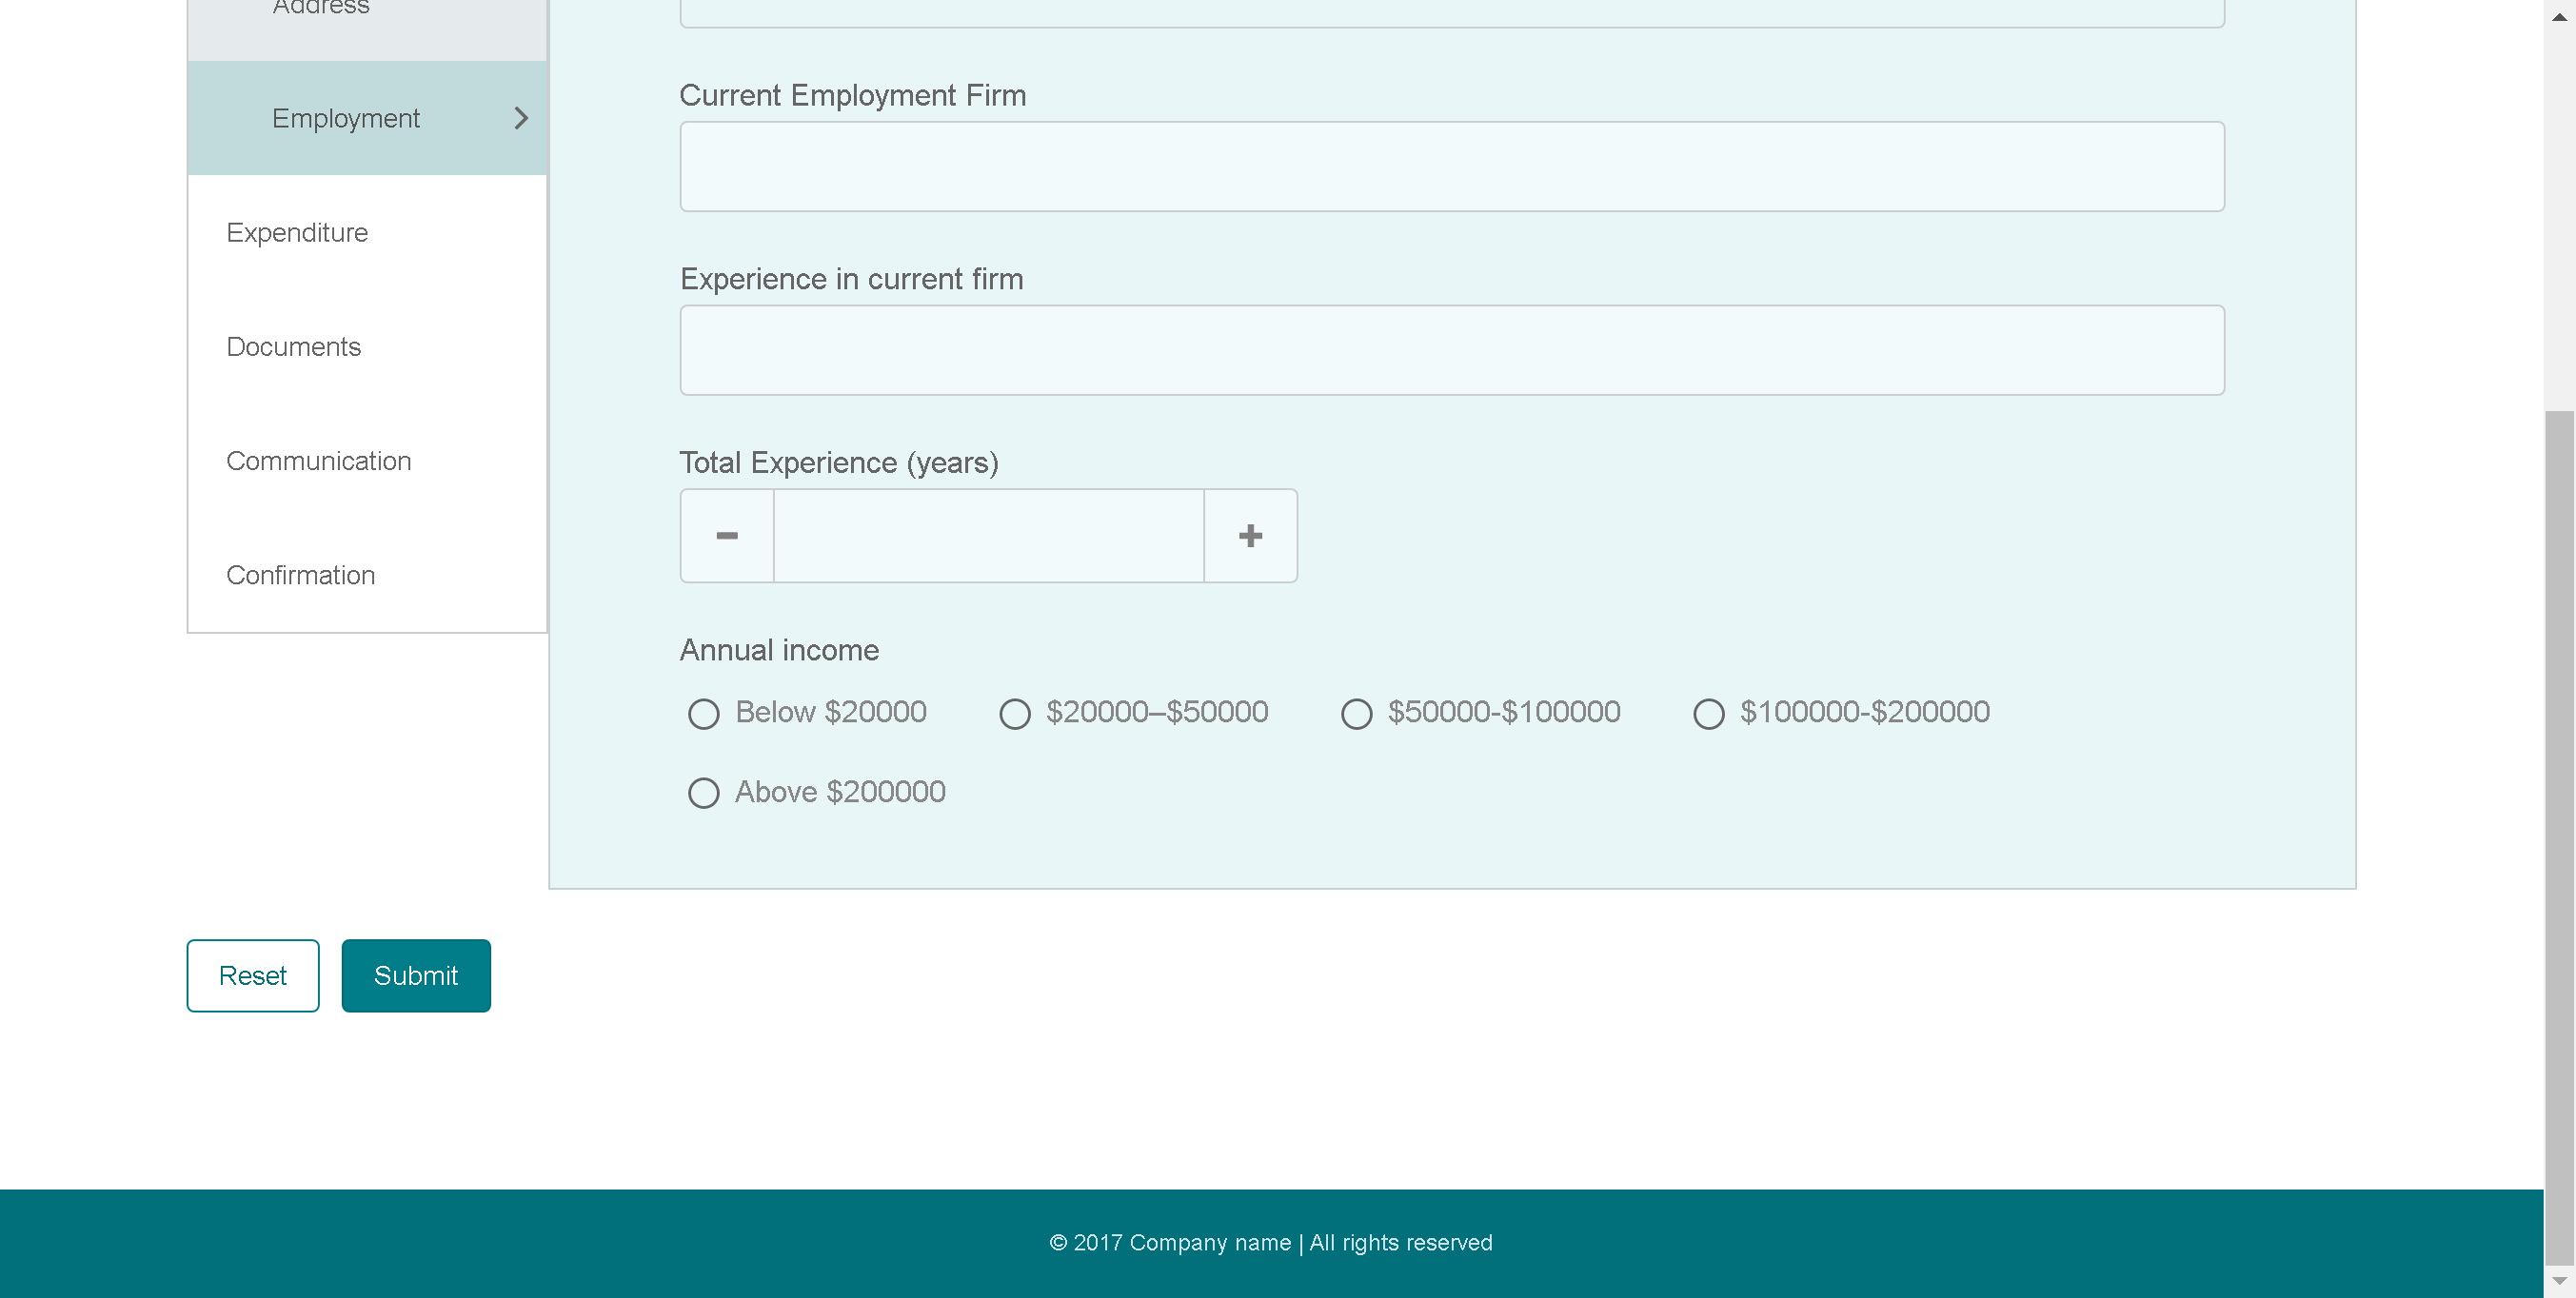 Address
Employment
Expenditure
Documents
Communication
Confirmation
Current Employment Firm
Experience in current firm
Total Experience (years)
Annual income
Below $20000 $20000–$50000 $50000-$100000 $100000-$200000
Above $200000
Reset Submit
© 2017 Company name | All rights reserved